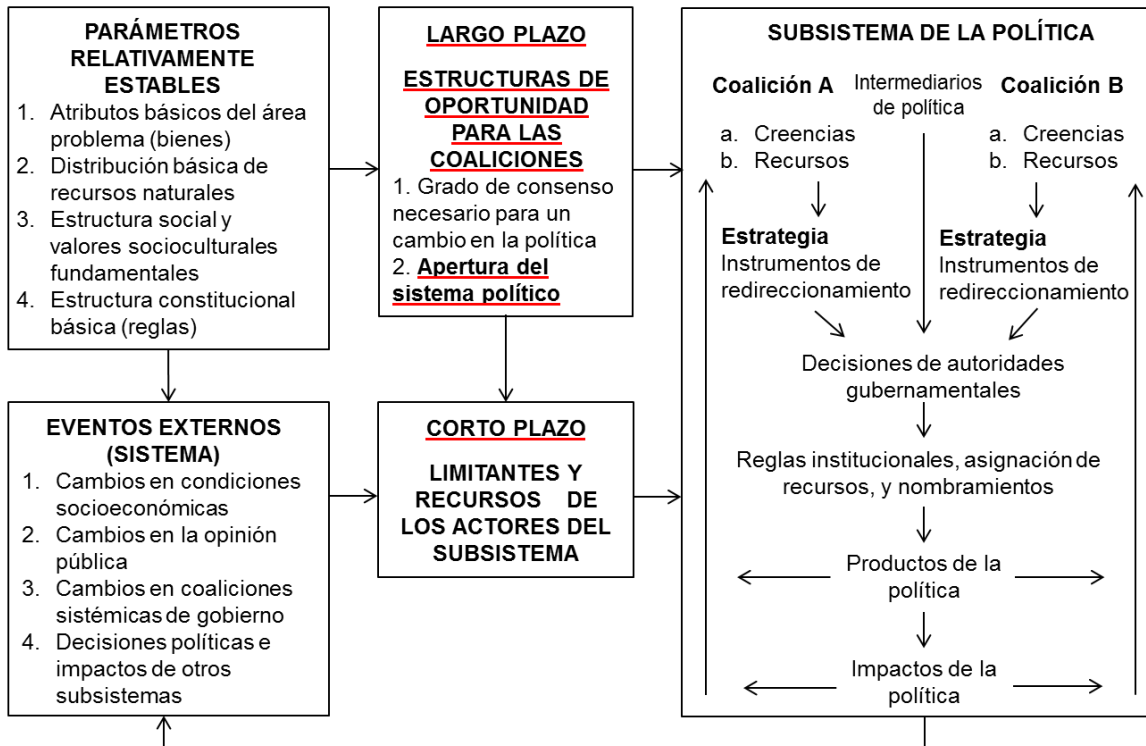 PARÁMETROS
RELATIVAMENTE
ESTABLES
1. Atributos básicos del área
problema (bienes)
2. Distribución básica de
recursos naturales
3. Estructura social y
valores socioculturales
fundamentales
4. Estructura constitucional
básica (reglas)
EVENTOS EXTERNOS
(SISTEMA)
1. Cambios en condiciones
socioeconómicas
2. Cambios en la opinión
pública
3. Cambios en coaliciones
sistémicas de gobierno
4. Decisiones políticas e
impactos de otros
subsistemas
LARGO PLAZO
ESTRUCTURAS DE
OPORTUNIDAD
PARA LAS
COALICIONES
1. Grado de consenso
necesario para un
cambio en la política
2. Apertura del
sistema político
CORTO PLAZO
LIMITANTES Y
RECURSOS DE
LOS ACTORES DEL
SUBSISTEMA
SUBSISTEMA DE LA POLÍTICA
Coalición A
a. Creencias
b. Recursos
Intermediarios
de política
Coalición B
a. Creencias
b. Recursos
Estrategia
Instrumentos de
redireccionamiento
Estrategia
Instrumentos de
redireccionamiento
Decisiones de autoridades
gubernamentales
Reglas institucionales, asignación de
recursos, y nombramientos
Productos de la
política
Impactos de la
política